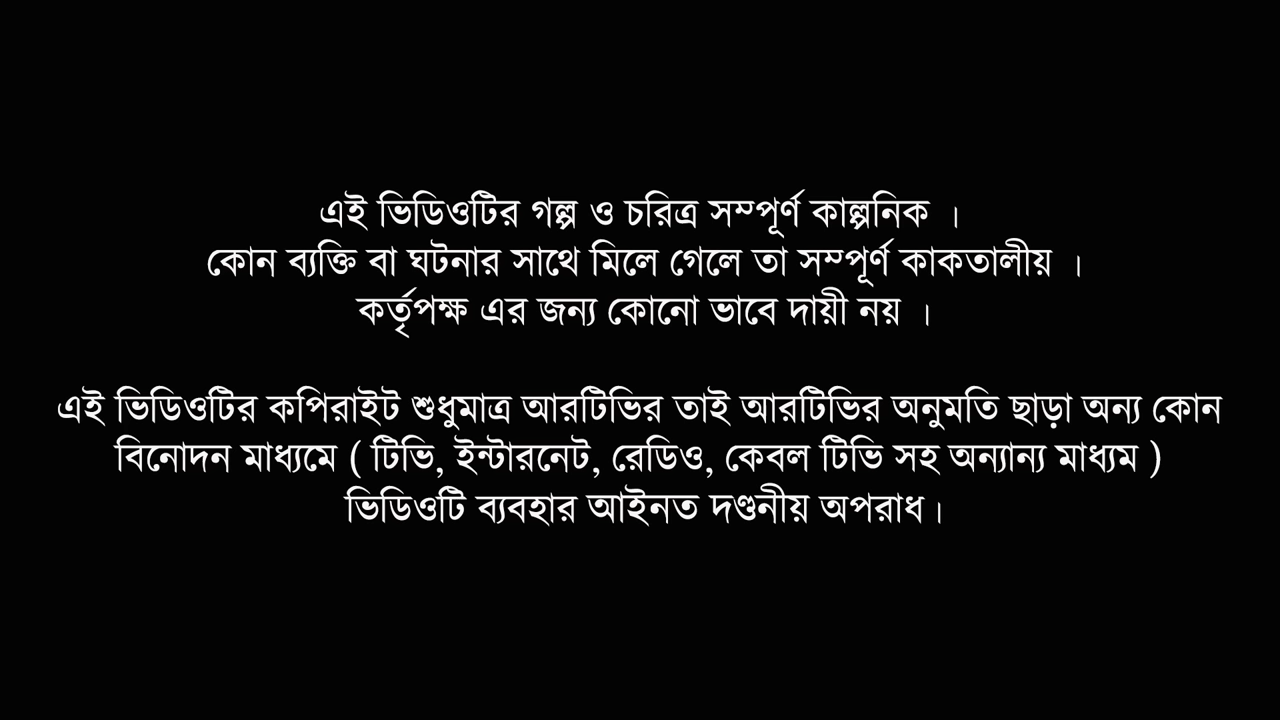 এই ভিডিওটির গল্প ও চরিত্র সম্পূর্ণ কাল্পনিক ।
কোন ব্যক্তি বা ঘটনার সাথে মিলে গেলে তা সম্পূর্ণ কাকতালীয় ।
কর্তৃপক্ষ এর জন্য কোনো ভাবে দায়ী নয় ।
এই ভিডিওটির কপিরাইট শুধুমাত্র আরটিভির তাই আরটিভির অনুমতি ছাড়া অন্য কোন
বিনোদন মাধ্যমে ( টিভি, ইন্টারনেট, রেডিও, কেবল টিভি সহ অন্যান্য মাধ্যম )
ভিডিওটি ব্যবহার আইনত দণ্ডনীয় অপরাধ।